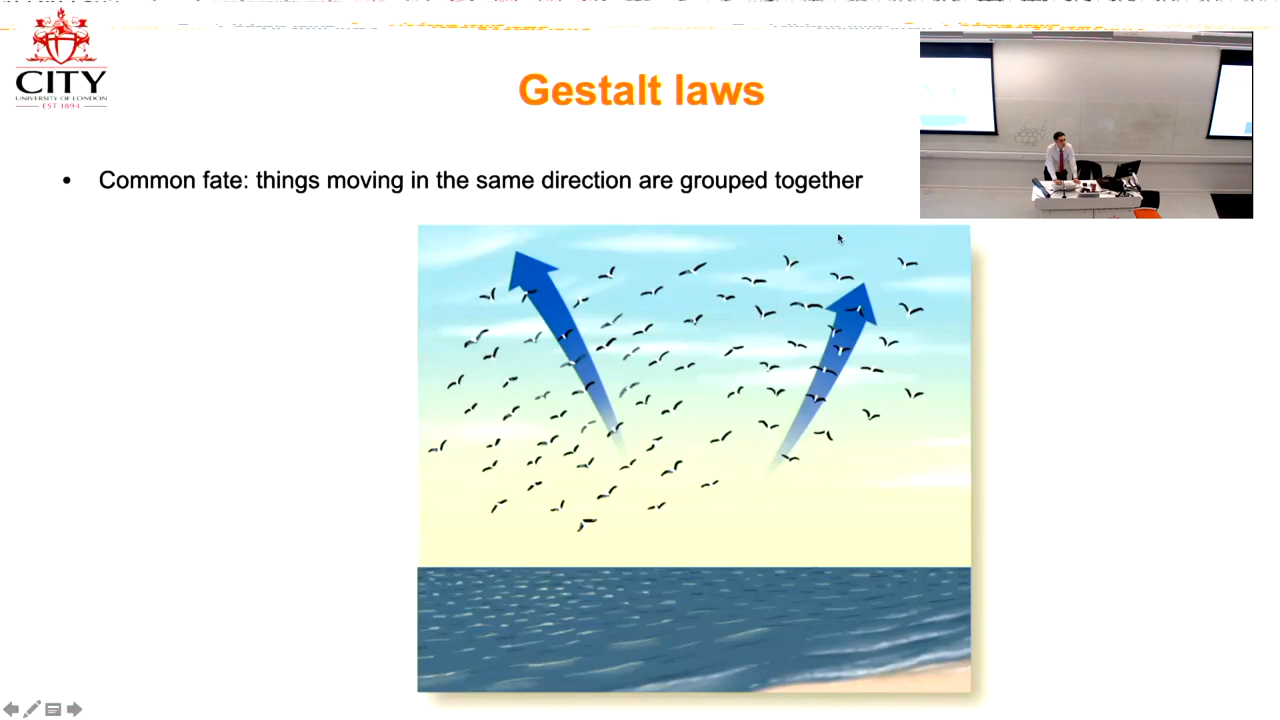 CITY
UNIVERSITY OF LONDON
EST 1894
Gestalt laws
• Common fate: things moving in the same direction are grouped together